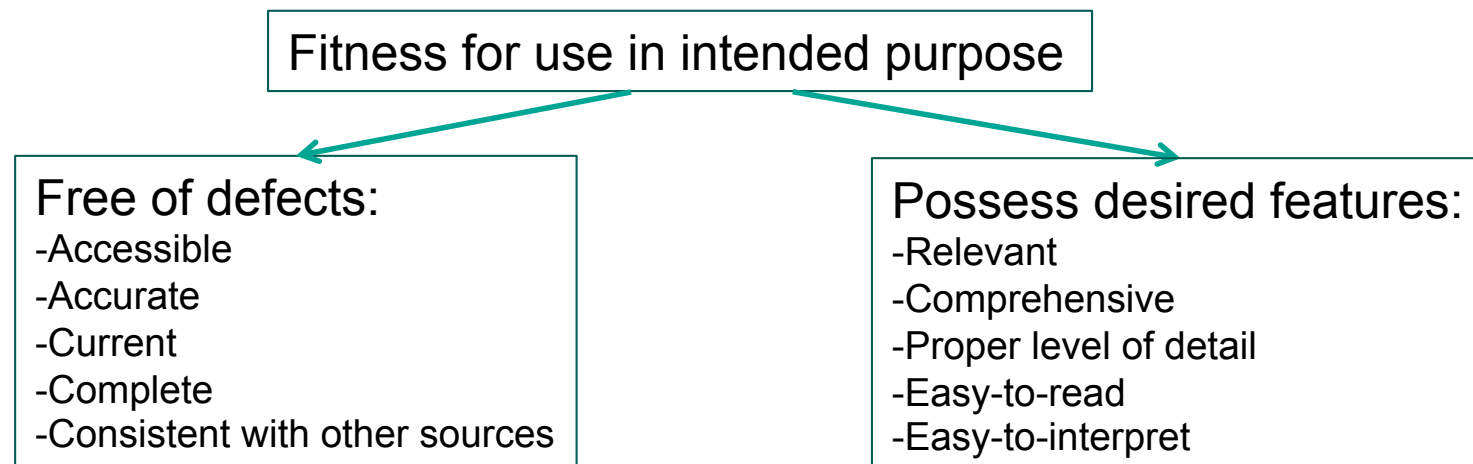 Fitness for use in intended purpose
Free of defects:
-Accessible
-Accurate
-Current
-Complete
-Consistent with other sources
Possess desired features:
-Relevant
-Comprehensive
-Proper level of detail
-Easy-to-read
-Easy-to-interpret